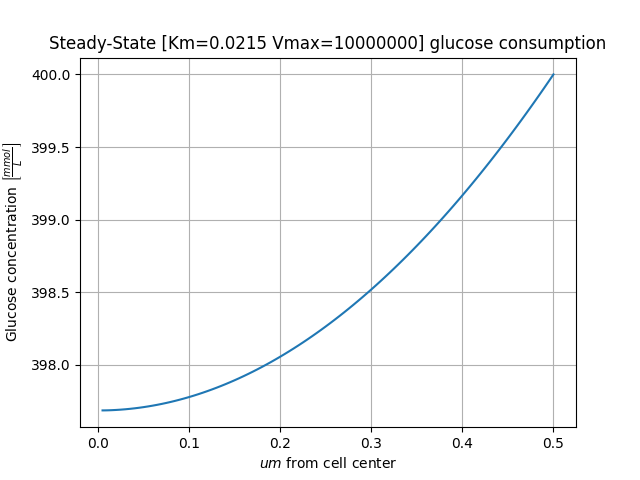 Steady-State [Km=0.0215 Vmax=10000000] glucose consumption
Glucose concentration [mmol/L]
400.0
399.5
399.0
398.5
398.0
0.0 0.1 0.2 0.3 0.4 0.5
um from cell center